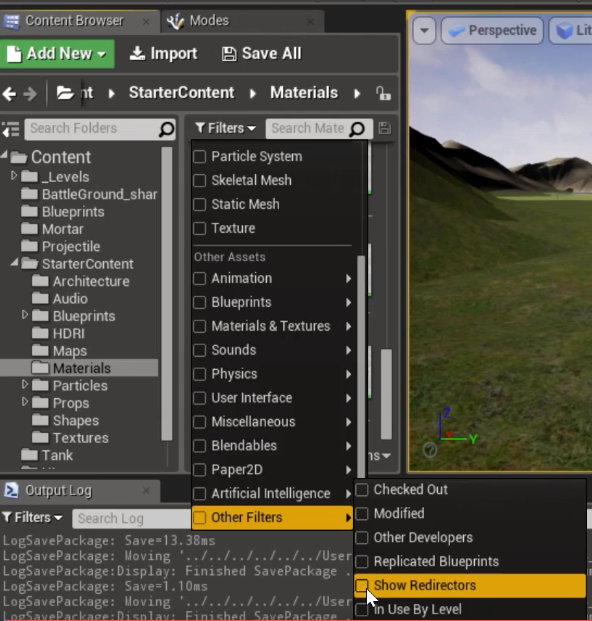 Content Browser
Modes
Add New
Import
Save All
StarterContent
Materials
Search Folders
Filters
Search Mate
Content
_Levels
BattleGround_shar
Blueprints
Mortar
Projectile
StarterContent
Architecture
Audio
Blueprints
HDRI
Maps
Materials
Particles
Props
Shapes
Textures
Tank
Particle System
Skeletal Mesh
Static Mesh
Texture
Other Assets
Animation
Blueprints
Materials & Textures
Sounds
Physics
User Interface
Miscellaneous
Blendables
Paper2D
Artificial Intelligence
Other Filters
Checked Out
Modified
Other Developers
Replicated Blueprints
Show Redirectors
In Use By Level
Perspective
Lit
Z
Y
Output Log
Filters
Search Log
LogSavePackage: Save=13.38ms
LogSavePackage: Moving '../../../../../../User
LogSavePackage:Display: Finished SavePackage .
LogSavePackage: Save=1.10ms
LogSavePackage: Moving '../../../../../../User
LogSavePackage:Display: Finished SavePackage